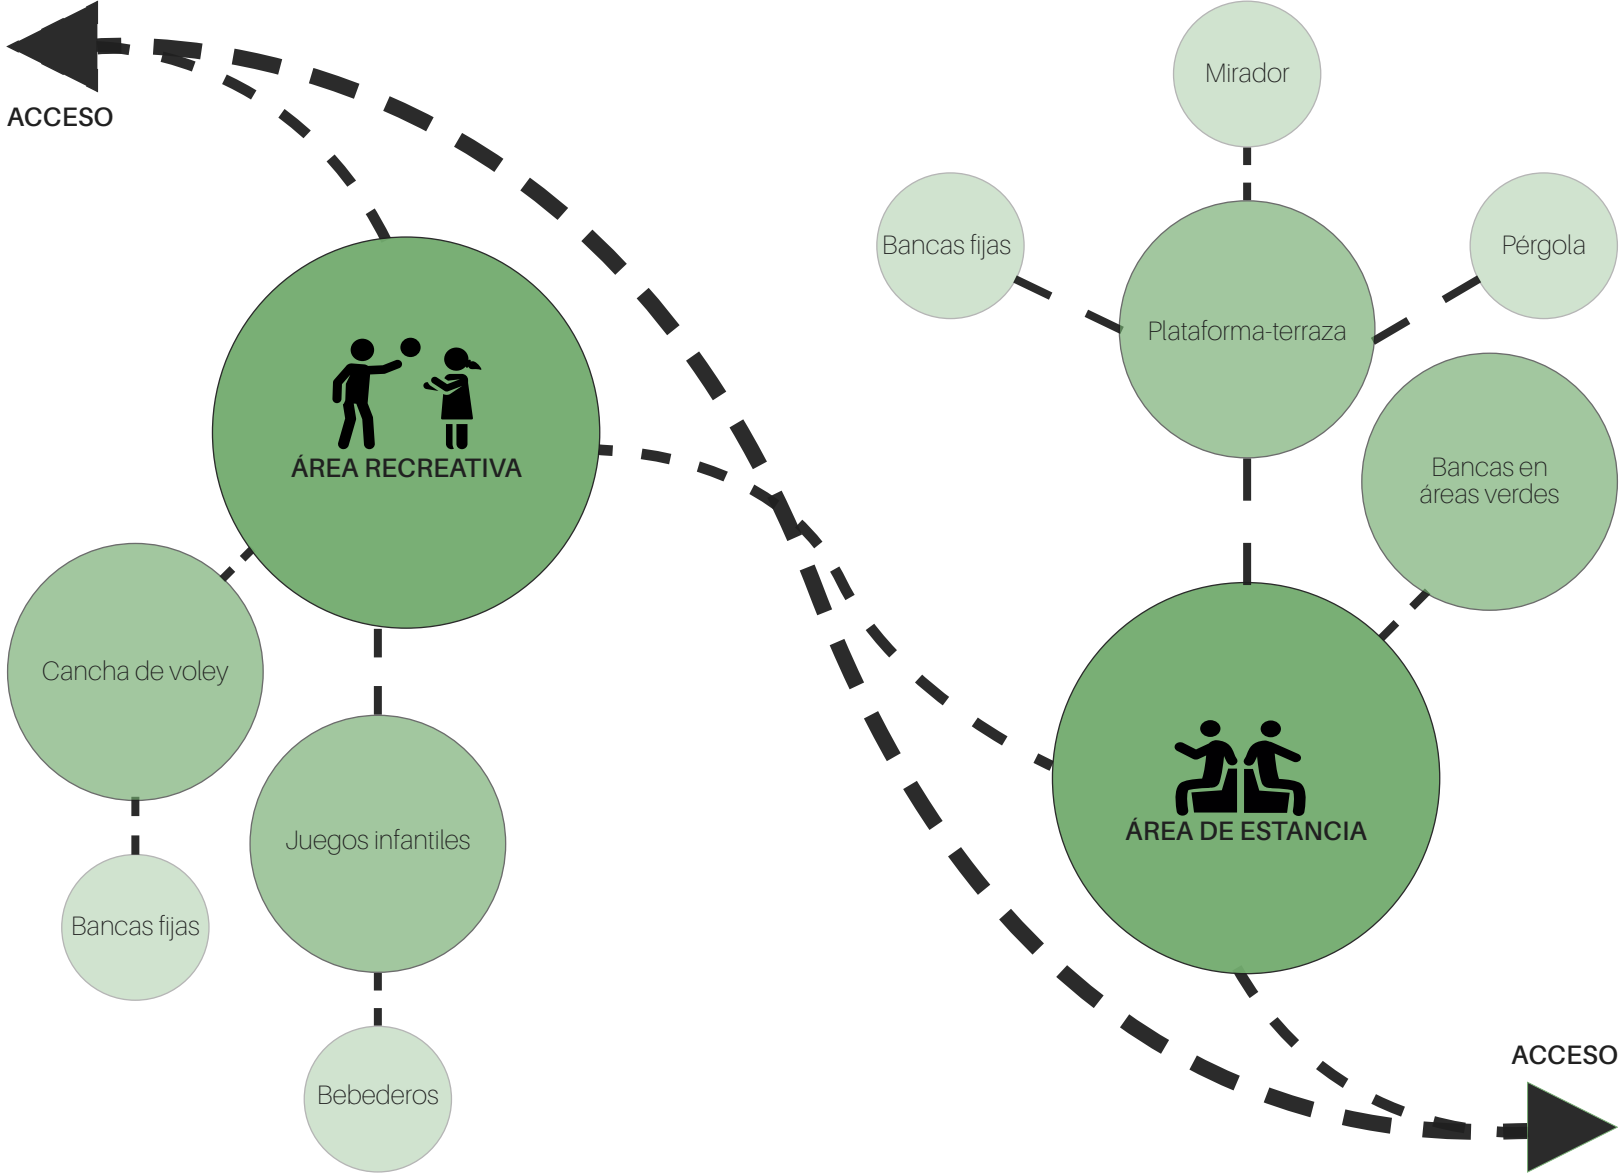 ACCESO
ÁREA RECREATIVA
Cancha de voley
Bancas fijas
Juegos infantiles
Bebederos
Mirador
Bancas fijas
Pérgola
Plataforma-terraza
Bancas en
áreas verdes
ÁREA DE ESTANCIA
ACCESO